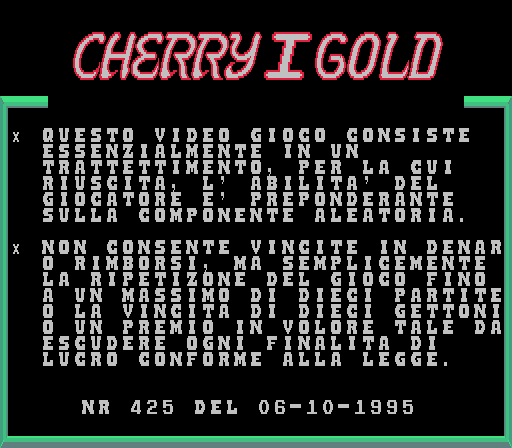 CHERRY I GOLD
x QUESTO VIDEO GIOCO CONSISTE
ESSENZIALMENTE IN UN
TRATTETTIMENTO, PER LA CUI
RIUSCITA, L' ABILITA' DEL
GIOCATORE E' PREPONDERANTE
SULLA COMPONENTE ALEATORIA.
x NON CONSENTE VINCITE IN DENAR
O RIMBORSI, MA SEMPLICEMENTE
LA RIPETIZONE DEL GIOCO FINO
A UN MASSIMO DI DIECI PARTITE
O LA VINCITA DI DIECI GETTONI
O UN PREMIO IN VOLORE TALE DA
ESCUDERE OGNI FINALITA DI
LUCRO CONFORME ALLA LEGGE.
NR 425 DEL 06-10-1995